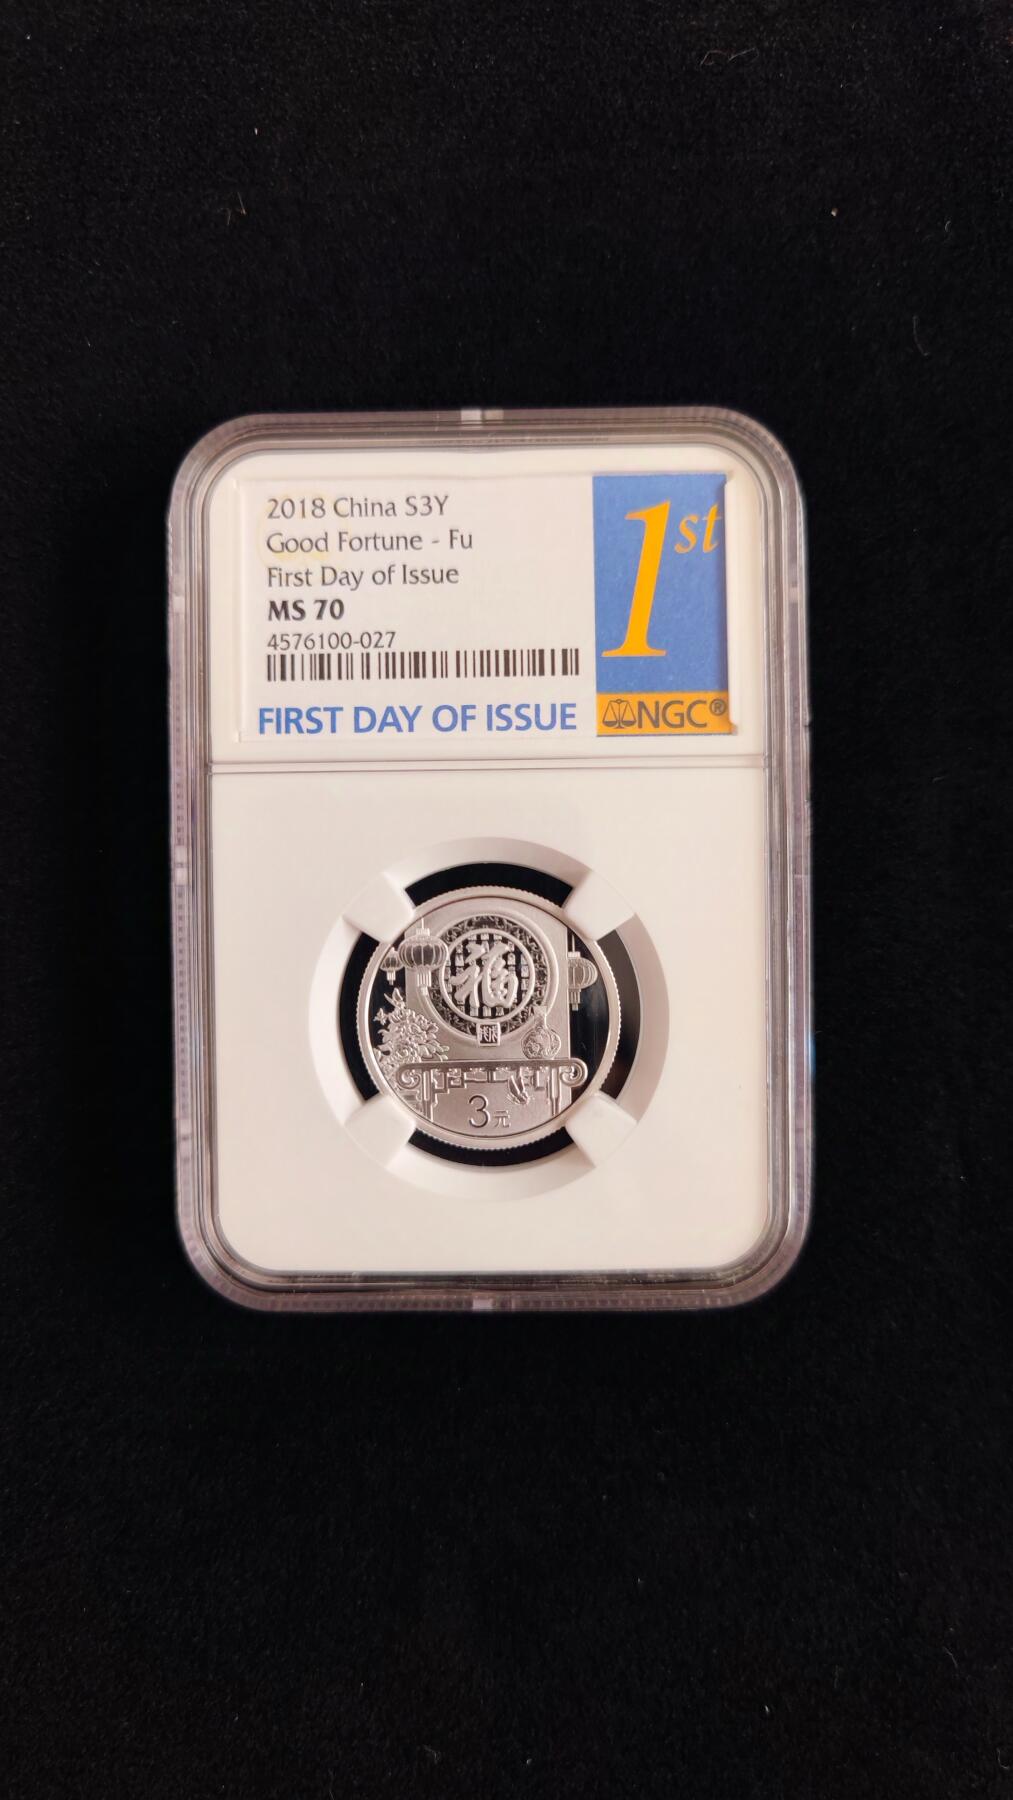 2018 China S3Y
Good Fortune - Fu
First Day of Issue
MS 70
4576100-027
FIRST DAY OF ISSUE
1st
NGC®
福
3元